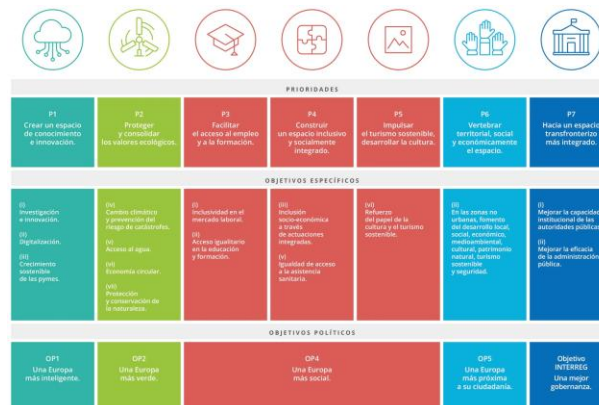 PRIORIDADES
P1
Crear un espacio
de conocimiento
e innovación.
P2
Proteger
y consolidar
los valores ecológicos.
P3
Facilitar
el acceso al empleo
y a la formación.
P4
Construir
un espacio inclusivo
y socialmente
integrado.
P5
Impulsar
el turismo sostenible,
desarrollar la cultura.
P6
Vertebrar
territorial, social
y económicamente
el espacio.
P7
Hacia un espacio
transfronterizo
más integrado.
OBJETIVOS ESPECÍFICOS
(i)
Investigación
e innovación.
(ii)
Digitalización.
(iii)
Crecimiento
sostenible
de las pymes.
(iv)
Cambio climático
y prevención del
riesgo de catástrofes.
(v)
Acceso al agua.
(vi)
Economía circular.
(vii)
Protección
y conservación de
la naturaleza.
(i)
Inclusividad en el
mercado laboral.
(ii)
Acceso igualitario
en la educación
y formación.
(iii)
Inclusión
socio-económica
a través
de actuaciones
integradas.
(v)
Igualdad de acceso
a la asistencia
sanitaria.
(vi)
Refuerzo
del papel de la
cultura y el turismo
sostenible.
(ii)
En las zonas no
urbanas, fomento
del desarrollo local,
social, económico,
medioambiental,
cultural, patrimonio
natural, turismo
sostenible
y seguridad.
(i)
Mejorar la capacidad
institucional de las
autoridades públicas.
(ii)
Mejorar la eficacia
de la administración
pública.
OBJETIVOS POLÍTICOS
OP1
Una Europa
más inteligente.
OP2
Una Europa
más verde.
OP4
Una Europa
más social.
OP5
Una Europa
más próxima
a su ciudadanía.
Objetivo
INTERREG
Una mejor
gobernanza.